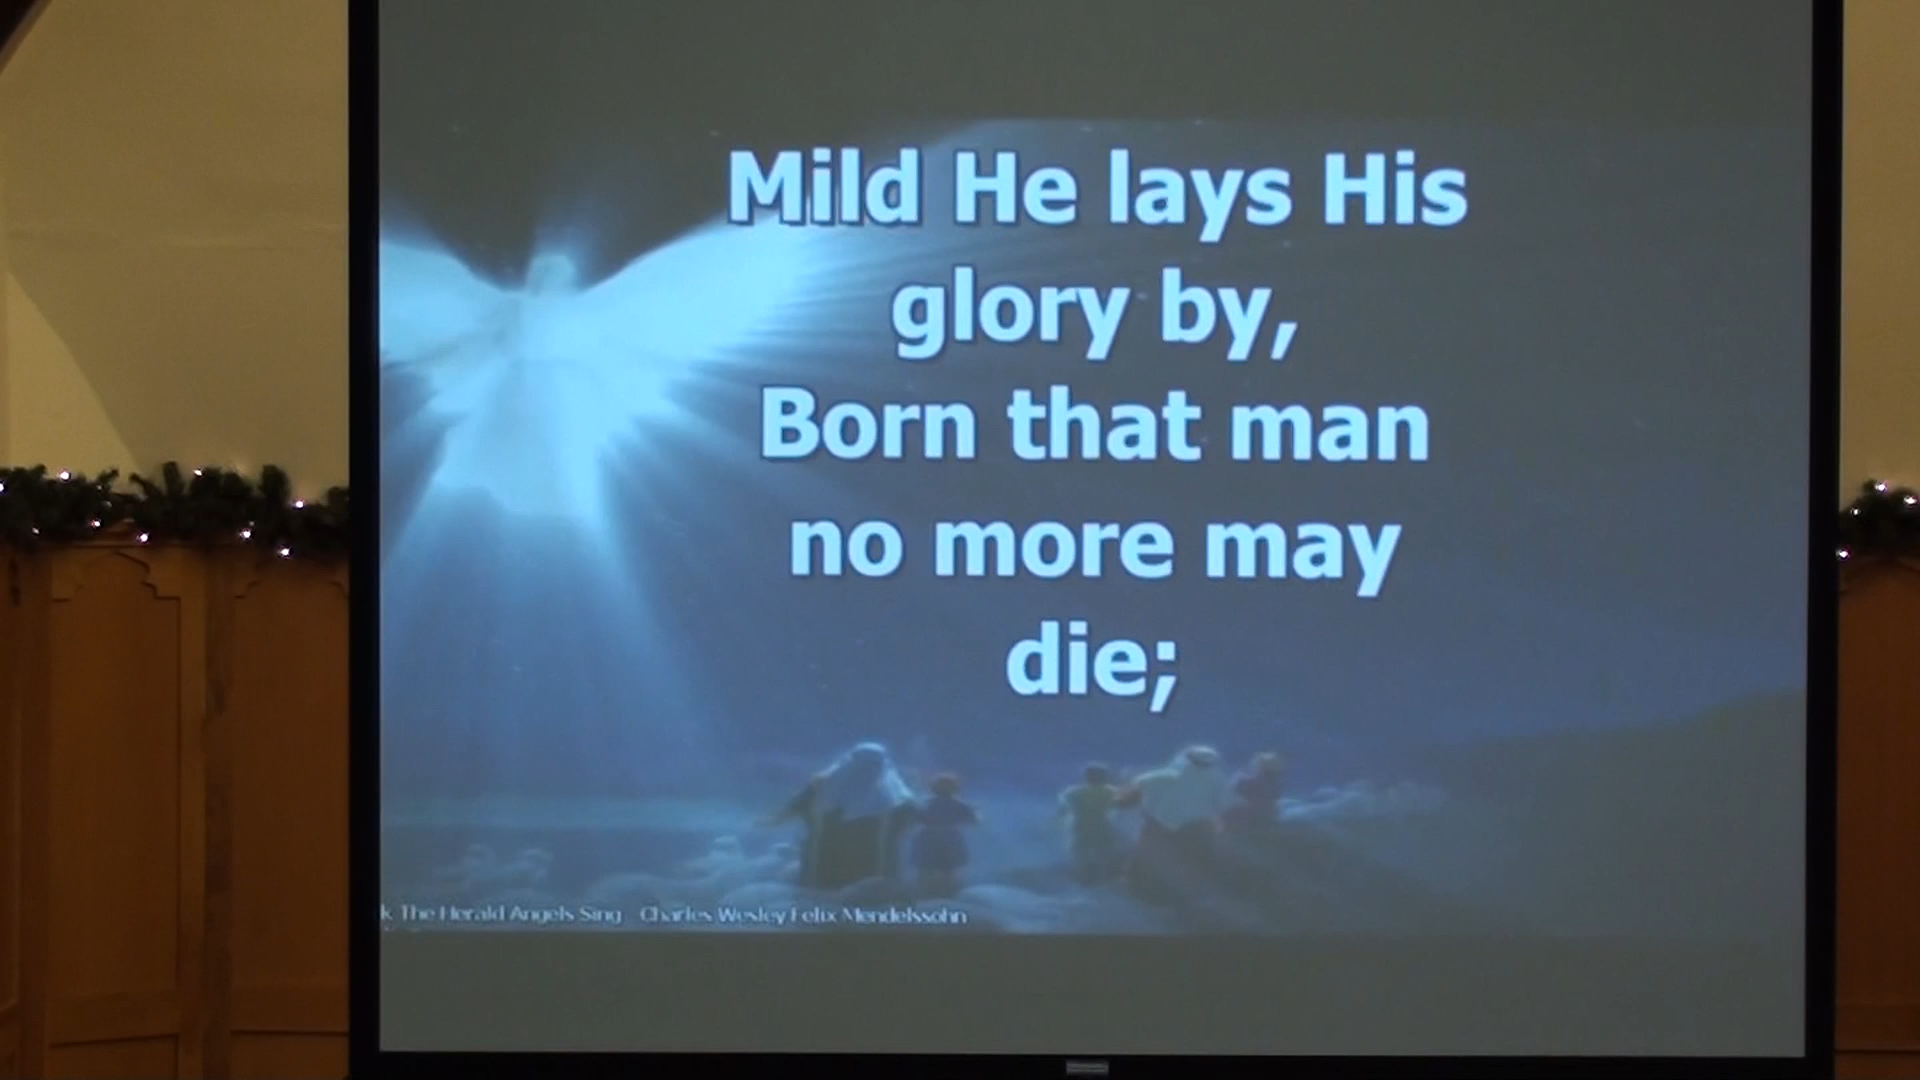 Mild He lays His
glory by,
Born that man
no more may
die;
k The Herald Angels Sing Charles Wesley Felix Mendelssohn